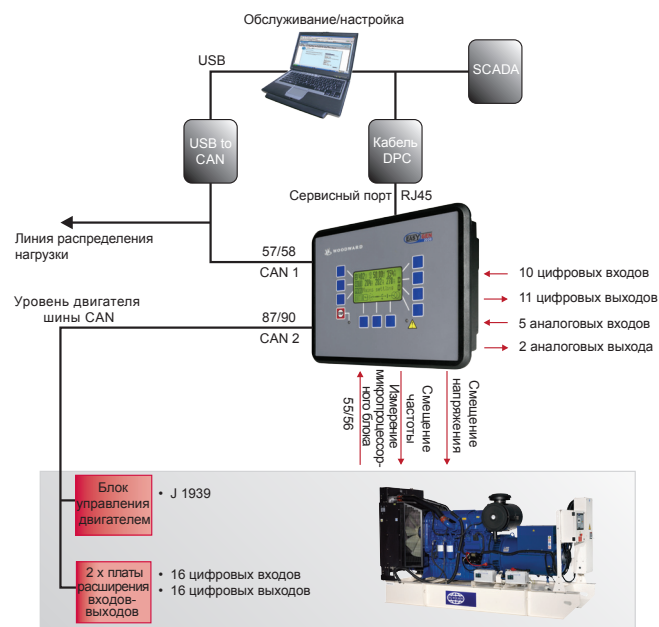 Обслуживание/настройка
USB
SCADA
USB to
CAN
Кабель
DPC
Сервисный порт
RJ45
Линия распределения
нагрузки
57/58
CAN 1
WOODWARD
Уровень двигателя
шины CAN
87/90
CAN 2
10 цифровых входов
11 цифровых выходов
5 аналоговых входов
2 аналоговых выхода
Измерение
микропроцессор-
ного блока
55/56
Смещение
частоты
Смещение
напряжения
Блок
управления
двигателем
• J 1939
2 x платы
расширения
входов-
выходов
• 16 цифровых входов
• 16 цифровых выходов